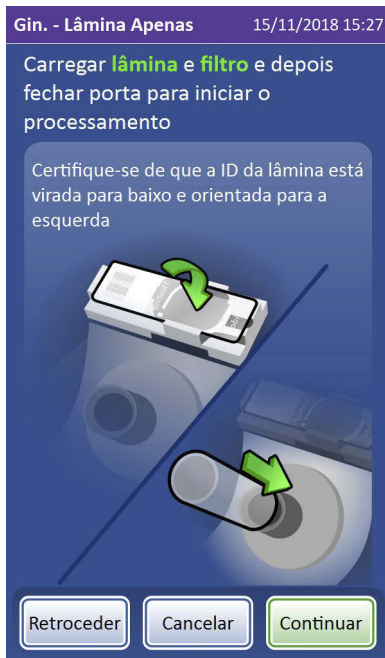 Gin. - Lâmina Apenas 15/11/2018 15:27
Carregar lâmina e filtro e depois
fechar porta para iniciar o
processamento
Certifique-se de que a ID da lâmina está
virada para baixo e orientada para a
esquerda
Retroceder Cancelar Continuar